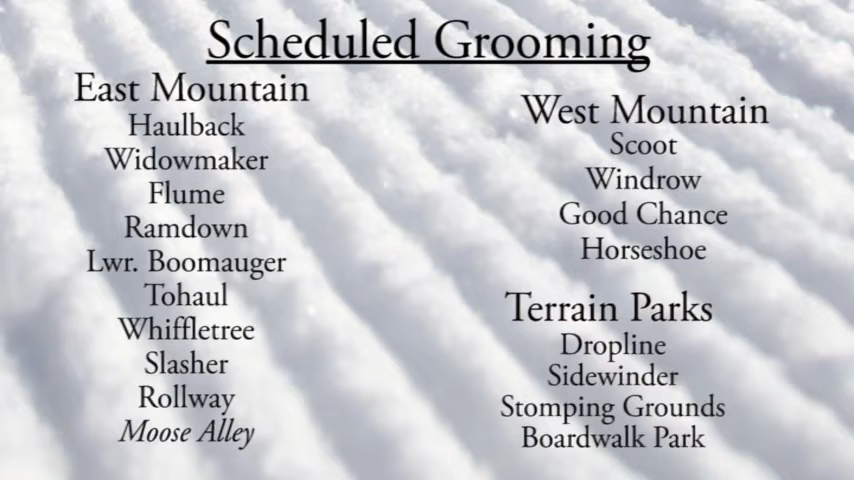 Scheduled Grooming
East Mountain
Haulback
Widowmaker
Flume
Ramdown
Lwr. Boomauger
Tohaul
Whiffletree
Slasher
Rollway
Moose Alley
West Mountain
Scoot
Windrow
Good Chance
Horseshoe
Terrain Parks
Dropline
Sidewinder
Stomping Grounds
Boardwalk Park